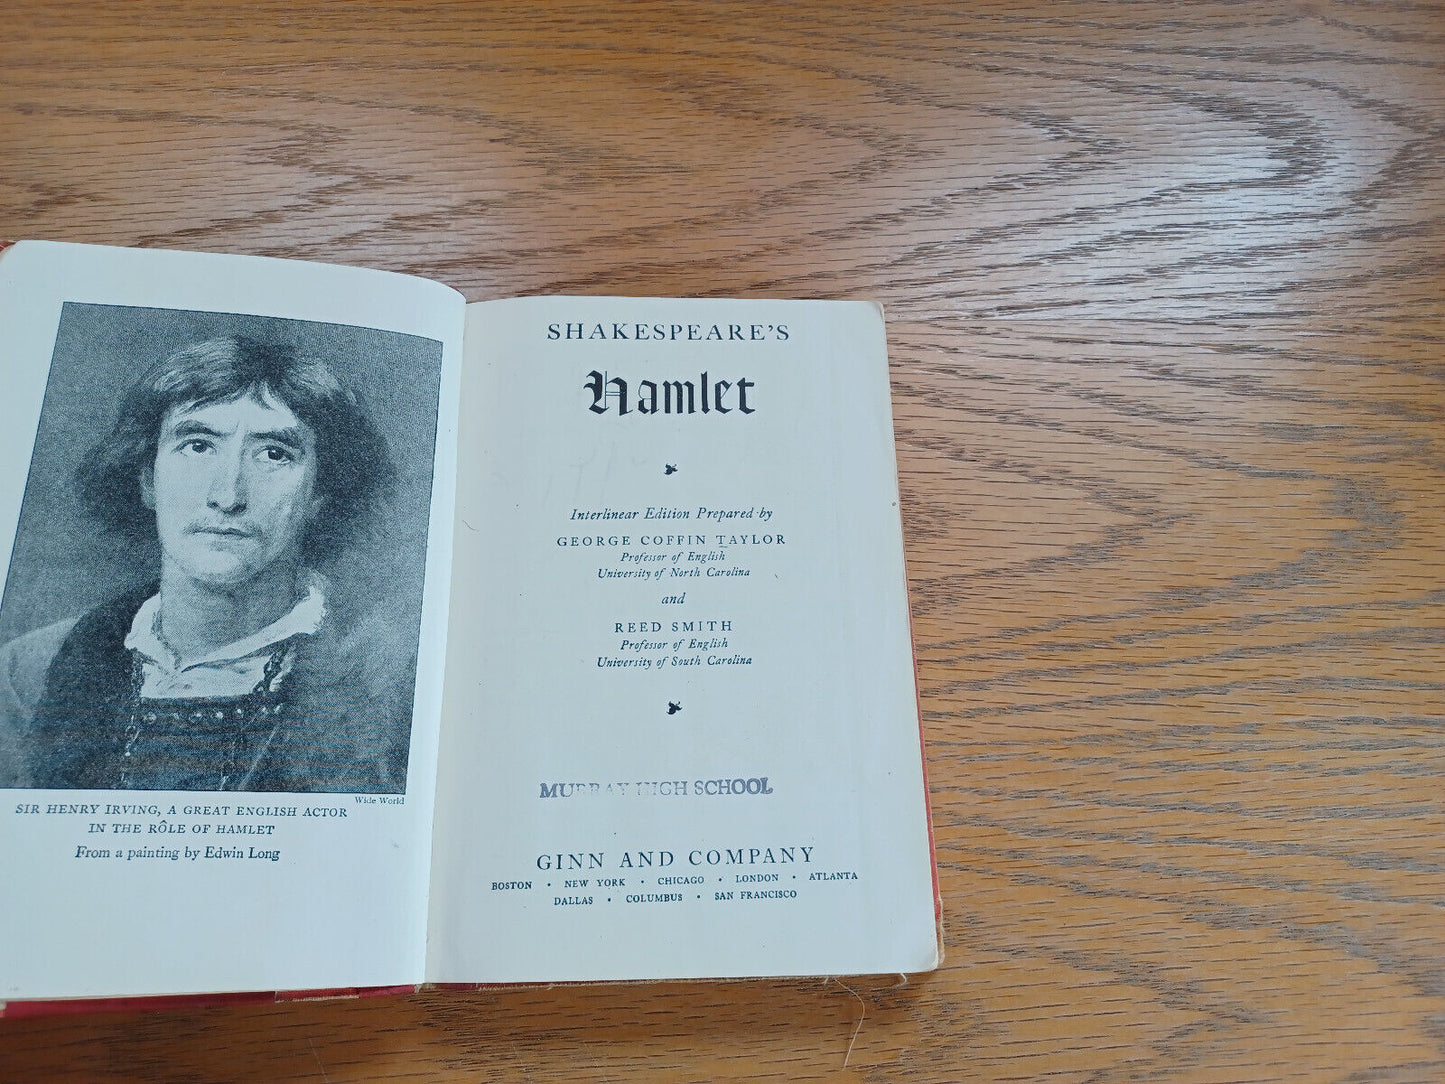 Wide World
SIR HENRY IRVING, A GREAT ENGLISH ACTOR
IN THE RÔLE OF HAMLET
From a painting by Edwin Long
SHAKESPEARE'S
Hamlet
Interlinear Edition Prepared by
GEORGE COFFIN TAYLOR
Professor of English
University of North Carolina
and
REED SMITH
Professor of English
University of South Carolina
MURRAY HIGH SCHOOL
GINN AND COMPANY
BOSTON • NEW YORK • CHICAGO • LONDON • ATLANTA
DALLAS • COLUMBUS • SAN FRANCISCO